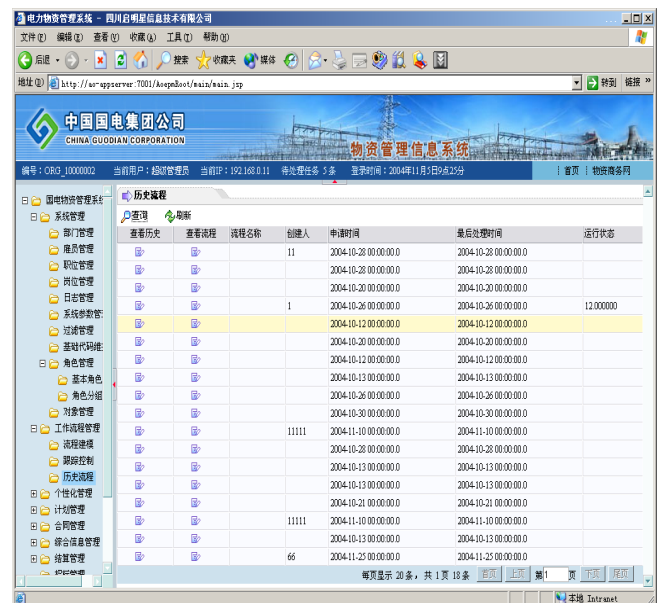 电力物资管理系统 - 四川启明星信息技术有限公司
文件(F) 编辑(E) 查看(V) 收藏(A) 工具(T) 帮助(H)
后退 搜索 收藏夹 媒体
地址(D) http://ao-appserver:7001/AoepmRoot/main/main.jsp 转到 链接 »
中国国电集团公司
CHINA GUODIAN CORPORATION
物资管理信息系统
编号：ORG_10000002 当前用户：超级管理员 当前IP：192.168.0.11 待处理任务 5 条 登录时间：2004年11月5日9点25分 | 首页 | 物资商务网
国电物资管理系统
系统管理
部门管理
雇员管理
职位管理
岗位管理
日志管理
系统参数管
过滤管理
基础代码维
角色管理
基本角色
角色分组
对象管理
工作流程管理
流程建模
跟踪控制
历史流程
个性化管理
计划管理
合同管理
综合信息管理
结算管理
历史流程
查询 刷新
查看历史 查看流程 流程名称 创建人 申请时间 最后处理时间 运行状态
11 2004-10-28 00:00:00.0 2004-10-28 00:00:00.0
2004-10-28 00:00:00.0 2004-10-28 00:00:00.0
2004-10-20 00:00:00.0 2004-10-20 00:00:00.0
1 2004-10-26 00:00:00.0 2004-10-26 00:00:00.0 12.000000
2004-10-12 00:00:00.0 2004-10-12 00:00:00.0
2004-10-20 00:00:00.0 2004-10-20 00:00:00.0
2004-10-12 00:00:00.0 2004-10-12 00:00:00.0
2004-10-13 00:00:00.0 2004-10-13 00:00:00.0
2004-10-26 00:00:00.0 2004-10-26 00:00:00.0
2004-10-30 00:00:00.0 2004-10-30 00:00:00.0
11111 2004-11-10 00:00:00.0 2004-11-10 00:00:00.0
2004-10-28 00:00:00.0 2004-10-28 00:00:00.0
2004-10-13 00:00:00.0 2004-10-13 00:00:00.0
2004-10-13 00:00:00.0 2004-10-13 00:00:00.0
2004-10-21 00:00:00.0 2004-10-21 00:00:00.0
11111 2004-11-10 00:00:00.0 2004-11-10 00:00:00.0
2004-10-13 00:00:00.0 2004-10-13 00:00:00.0
66 2004-11-25 00:00:00.0 2004-11-25 00:00:00.0
每页显示 20 条，共 1 页 18 条 首页 上页 第1 页 下页 尾页
本地 Intranet